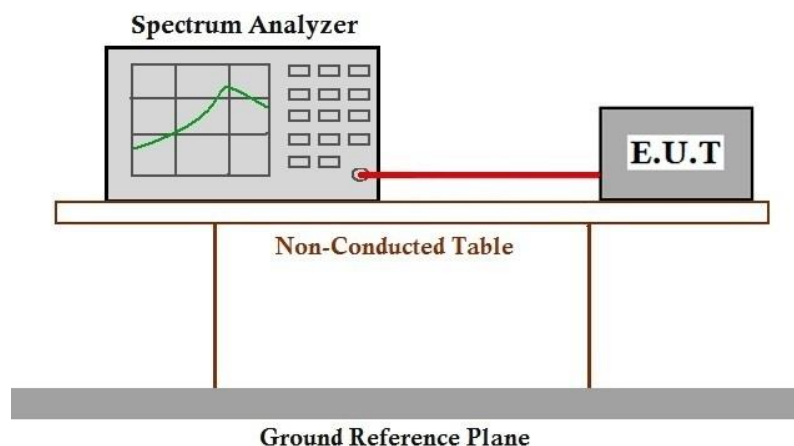 Spectrum Analyzer
E.U.T
Non-Conducted Table
Ground Reference Plane